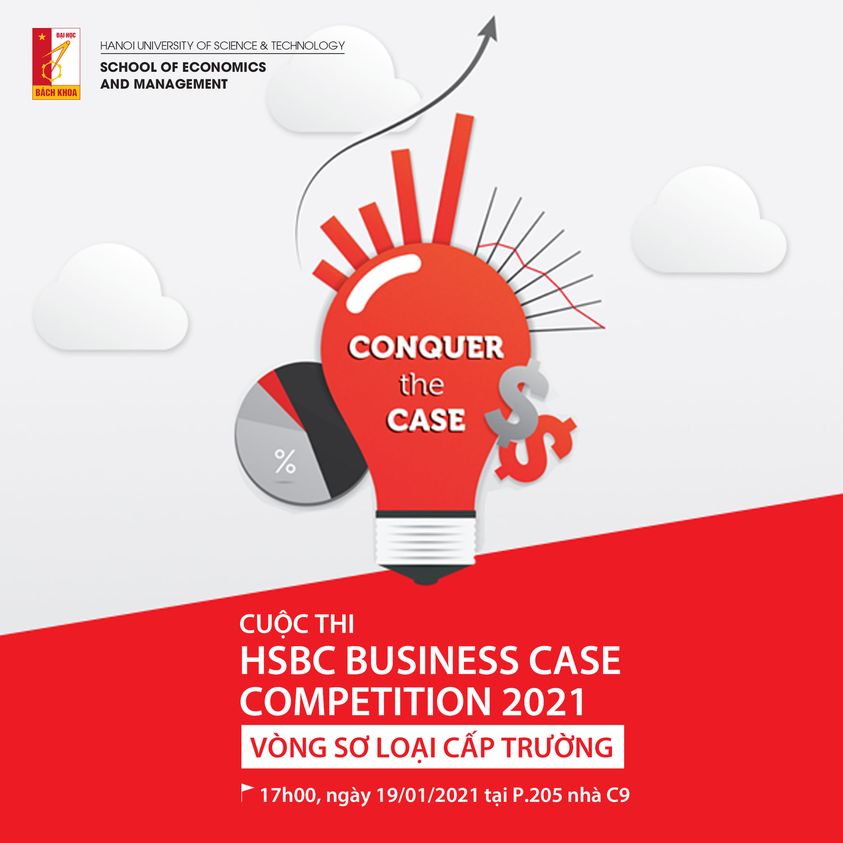 ĐẠI HỌC
BÁCH KHOA
HANOI UNIVERSITY OF SCIENCE & TECHNOLOGY
SCHOOL OF ECONOMICS
AND MANAGEMENT
CONQUER
the
CASE
%
$
$
CUỘC THI
HSBC BUSINESS CASE
COMPETITION 2021
VÒNG SƠ LOẠI CẤP TRƯỜNG
17h00, ngày 19/01/2021 tại P.205 nhà C9